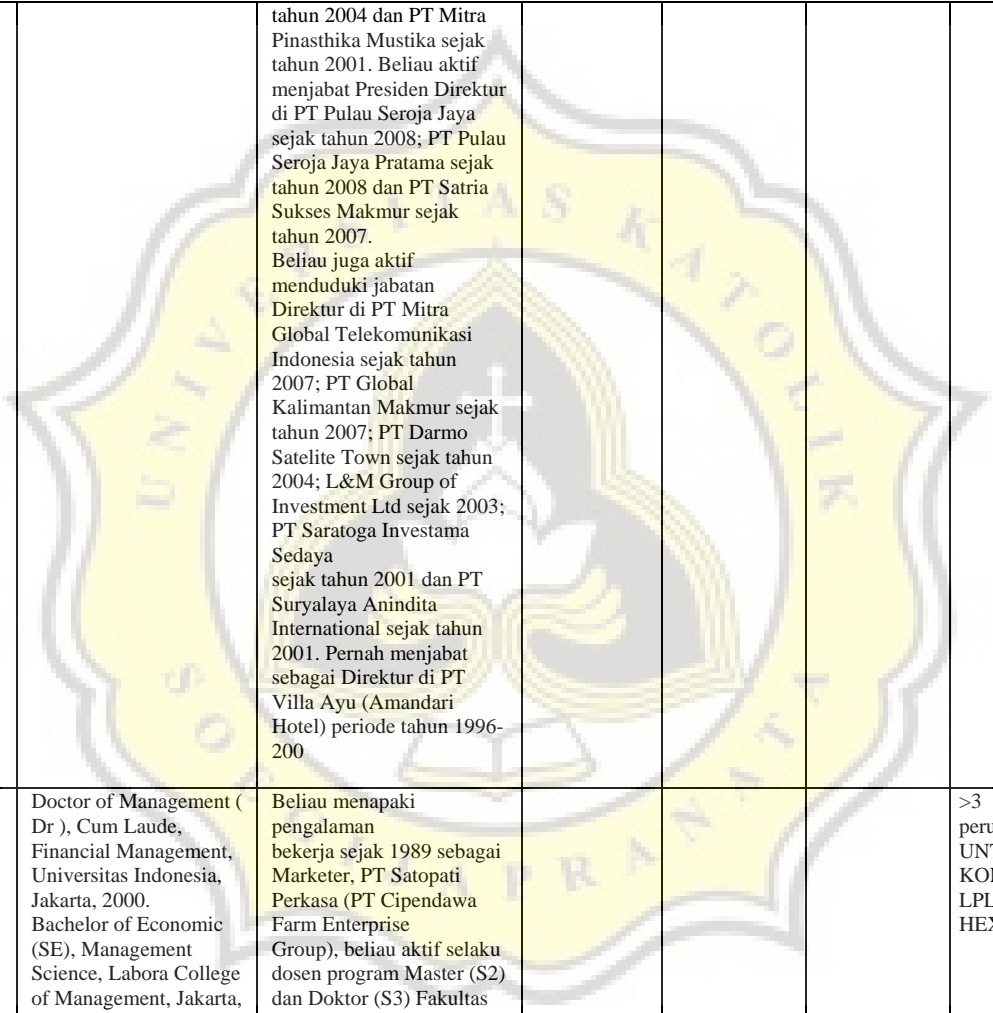 tahun 2004 dan PT Mitra
Pinasthika Mustika sejak
tahun 2001. Beliau aktif
menjabat Presiden Direktur
di PT Pulau Seroja Jaya
sejak tahun 2008; PT Pulau
Seroja Jaya Pratama sejak
tahun 2008 dan PT Satria
Sukses Makmur sejak
tahun 2007.
Beliau juga aktif
menduduki jabatan
Direktur di PT Mitra
Global Telekomunikasi
Indonesia sejak tahun
2007; PT Global
Kalimantan Makmur sejak
tahun 2007; PT Darmo
Satelite Town sejak tahun
2004; L&M Group of
Investment Ltd sejak 2003;
PT Saratoga Investama
Sedaya
sejak tahun 2001 dan PT
Suryalaya Anindita
International sejak tahun
2001. Pernah menjabat
sebagai Direktur di PT
Villa Ayu (Amandari
Hotel) periode tahun 1996-
200
Doctor of Management (
Dr ), Cum Laude,
Financial Management,
Universitas Indonesia,
Jakarta, 2000.
Bachelor of Economic
(SE), Management
Science, Labora College
of Management, Jakarta,
Beliau menapaki
pengalaman
bekerja sejak 1989 sebagai
Marketer, PT Satopati
Perkasa (PT Cipendawa
Farm Enterprise
Group), beliau aktif selaku
dosen program Master (S2)
dan Doktor (S3) Fakultas
>3
UNIVERSITAS KATOLIK
SOEGIJAPRANATA